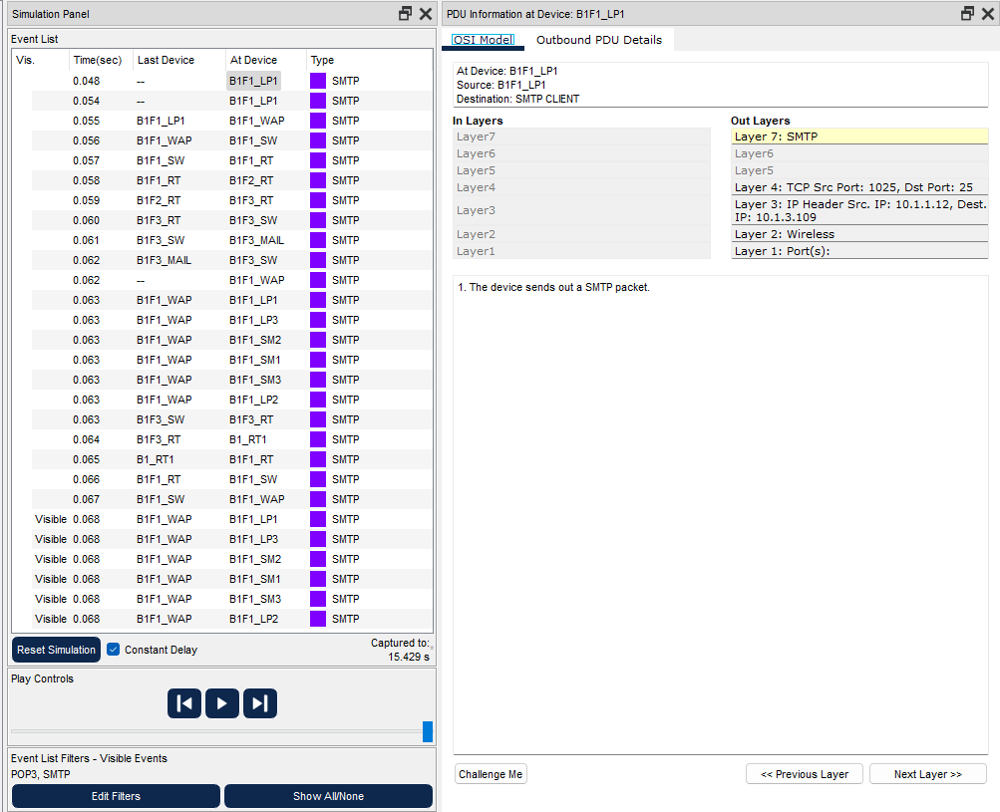 Simulation Panel
Event List
Vis. Time(sec) Last Device At Device Type
0.048 -- B1F1_LP1 SMTP
0.054 -- B1F1_LP1 SMTP
0.055 B1F1_LP1 B1F1_WAP SMTP
0.056 B1F1_WAP B1F1_SW SMTP
0.057 B1F1_SW B1F1_RT SMTP
0.058 B1F1_RT B1F2_RT SMTP
0.059 B1F2_RT B1F3_RT SMTP
0.060 B1F3_RT B1F3_SW SMTP
0.061 B1F3_SW B1F3_MAIL SMTP
0.062 B1F3_MAIL B1F3_SW SMTP
0.062 -- B1F1_WAP SMTP
0.063 B1F1_WAP B1F1_LP1 SMTP
0.063 B1F1_WAP B1F1_LP3 SMTP
0.063 B1F1_WAP B1F1_SM2 SMTP
0.063 B1F1_WAP B1F1_SM1 SMTP
0.063 B1F1_WAP B1F1_SM3 SMTP
0.063 B1F1_WAP B1F1_LP2 SMTP
0.063 B1F3_SW B1F3_RT SMTP
0.064 B1F3_RT B1_RT1 SMTP
0.065 B1_RT1 B1F1_RT SMTP
0.066 B1F1_RT B1F1_SW SMTP
0.067 B1F1_SW B1F1_WAP SMTP
Visible 0.068 B1F1_WAP B1F1_LP1 SMTP
Visible 0.068 B1F1_WAP B1F1_LP3 SMTP
Visible 0.068 B1F1_WAP B1F1_SM2 SMTP
Visible 0.068 B1F1_WAP B1F1_SM1 SMTP
Visible 0.068 B1F1_WAP B1F1_SM3 SMTP
Visible 0.068 B1F1_WAP B1F1_LP2 SMTP
Reset Simulation Constant Delay
Captured to:
15.429 s
Play Controls
Event List Filters - Visible Events
POP3, SMTP
Edit Filters Show All/None
PDU Information at Device: B1F1_LP1
OSI Model Outbound PDU Details
At Device: B1F1_LP1
Source: B1F1_LP1
Destination: SMTP CLIENT
In Layers
Layer7
Layer6
Layer5
Layer4
Layer3
Layer2
Layer1
Out Layers
Layer 7: SMTP
Layer6
Layer5
Layer 4: TCP Src Port: 1025, Dst Port: 25
Layer 3: IP Header Src. IP: 10.1.1.12, Dest.
IP: 10.1.3.109
Layer 2: Wireless
Layer 1: Port(s):
1. The device sends out a SMTP packet.
Challenge Me << Previous Layer Next Layer >>